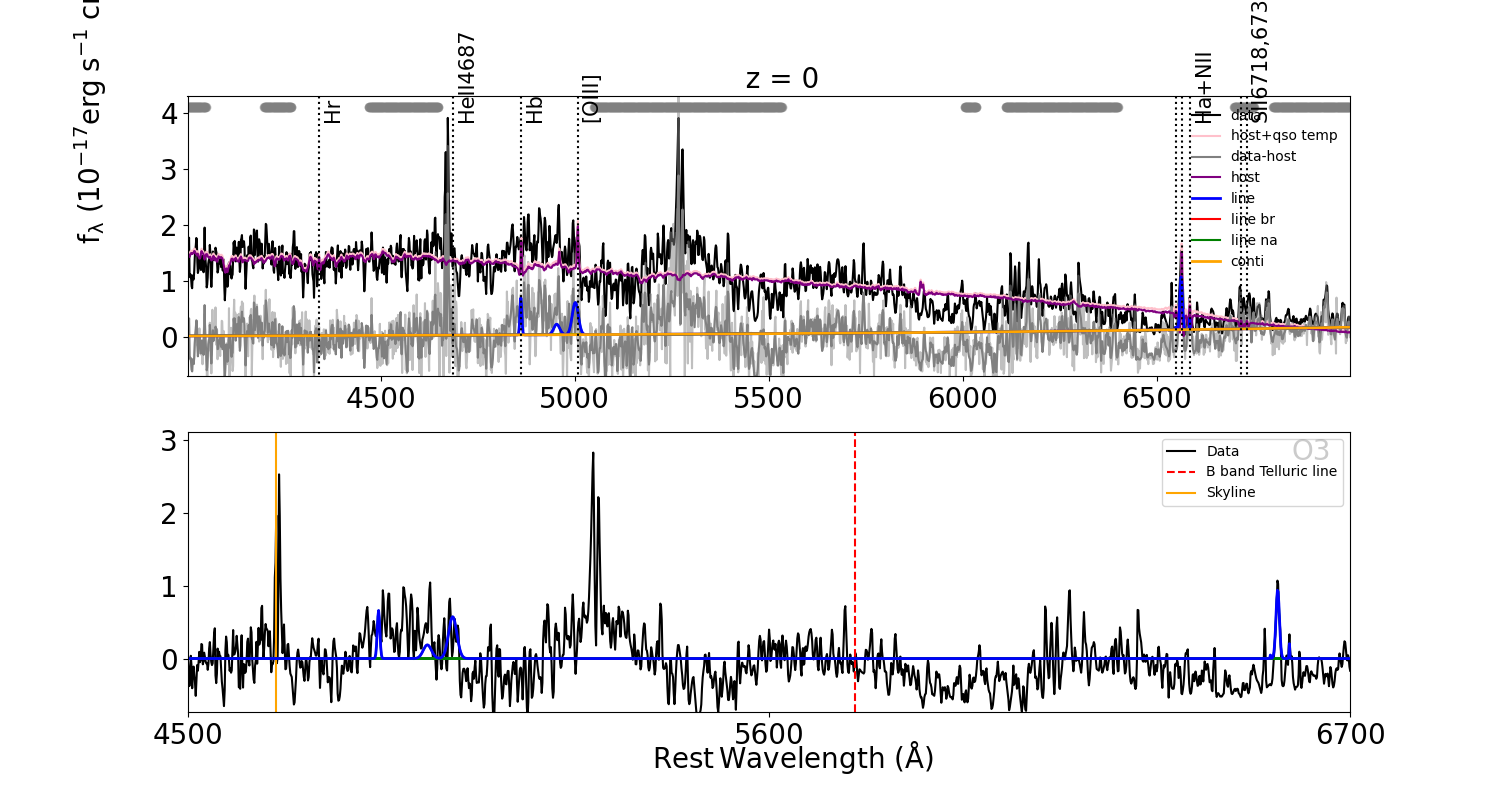 z = 0
f_λ (10^−17 erg s^−1
Hr
HeII4687
Hb
[OIII]
Ha+NII
SII6718,673
4
3
2
1
0
data
host+qso temp
data-host
host
line
line br
line na
conti
4500 5000 5500 6000 6500
3
2
1
0
O3
Data
B band Telluric line
Skyline
4500 5600 6700
Rest Wavelength (Å)